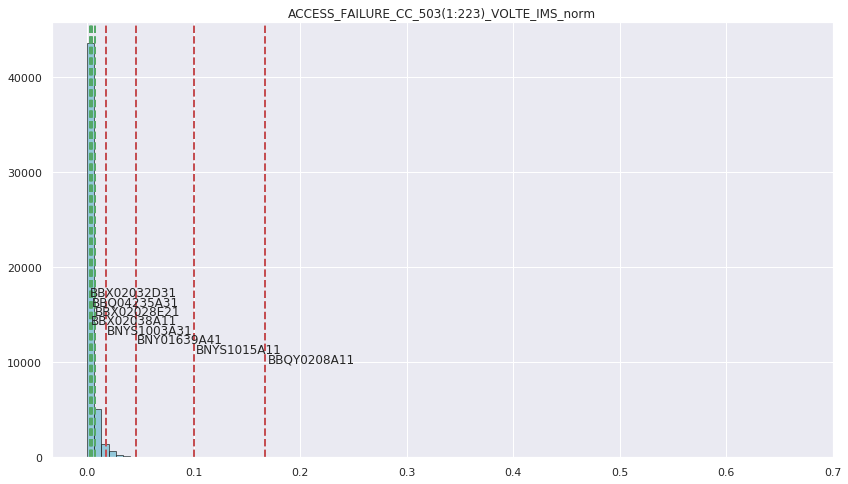 ACCESS_FAILURE_CC_503(1:223)_VOLTE_IMS_norm
40000
30000
20000
10000
0
BBX02032D31
BBQ04235A31
BBX02028E21
BBX02038A11
BNYS1003A31
BNY01639A41
BNYS1015A11
BBQY0208A11
0.0 0.1 0.2 0.3 0.4 0.5 0.6 0.7